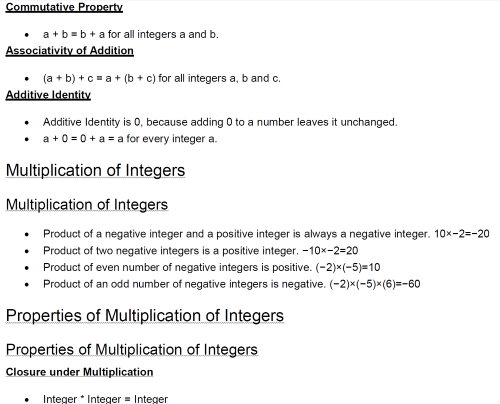 Commutative Property
• a + b = b + a for all integers a and b.
Associativity of Addition
• (a + b) + c = a + (b + c) for all integers a, b and c.
Additive Identity
• Additive Identity is 0, because adding 0 to a number leaves it unchanged.
• a + 0 = 0 + a = a for every integer a.
Multiplication of Integers
Multiplication of Integers
• Product of a negative integer and a positive integer is always a negative integer. 10×−2=−20
• Product of two negative integers is a positive integer. −10×−2=20
• Product of even number of negative integers is positive. (−2)×(−5)=10
• Product of an odd number of negative integers is negative. (−2)×(−5)×(6)=−60
Properties of Multiplication of Integers
Properties of Multiplication of Integers
Closure under Multiplication
• Integer * Integer = Integer